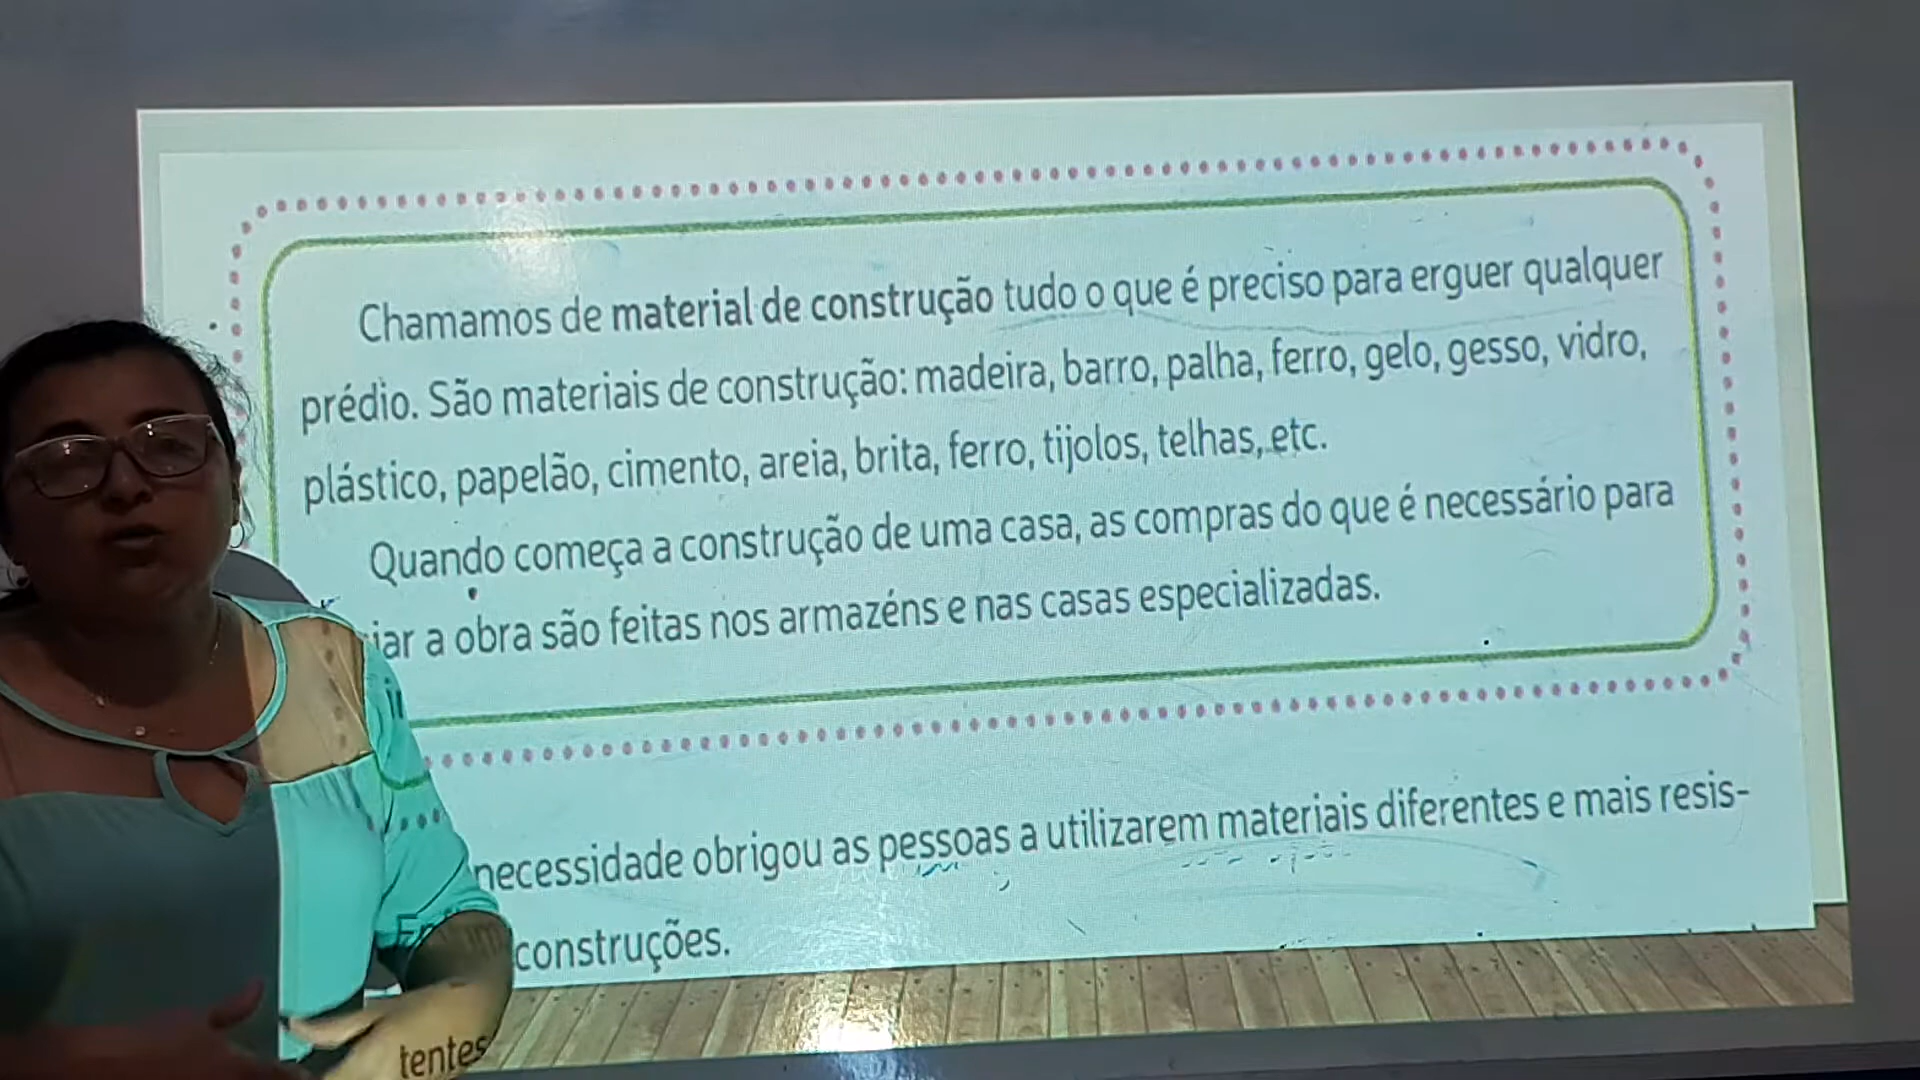 Chamamos de material de construção tudo o que é preciso para erguer qualquer
prédio. São materiais de construção: madeira, barro, palha, ferro, gelo, gesso, vidro,
plástico, papelão, cimento, areia, brita, ferro, tijolos, telhas, etc.
Quando começa a construção de uma casa, as compras do que é necessário para
iar a obra são feitas nos armazéns e nas casas especializadas.
necessidade obrigou as pessoas a utilizarem materiais diferentes e mais resis-
tentes construções.